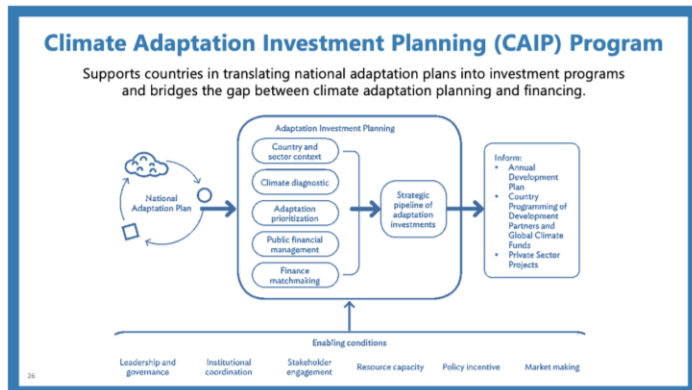 Climate Adaptation Investment Planning (CAIP) Program
Supports countries in translating national adaptation plans into investment programs
and bridges the gap between climate adaptation planning and financing.
National
Adaptation Plan
Adaptation Investment Planning
Country and
sector context
Climate diagnostic
Adaptation
prioritization
Public financial
management
Finance
matchmaking
Strategic
pipeline of
adaptation
investments
Inform:
• Annual
Development
Plan
• Country
Programming of
Development
Partners and
Global Climate
Funds
• Private Sector
Projects
Enabling conditions
Leadership and
governance
Institutional
coordination
Stakeholder
engagement
Resource capacity
Policy incentive
Market making
26